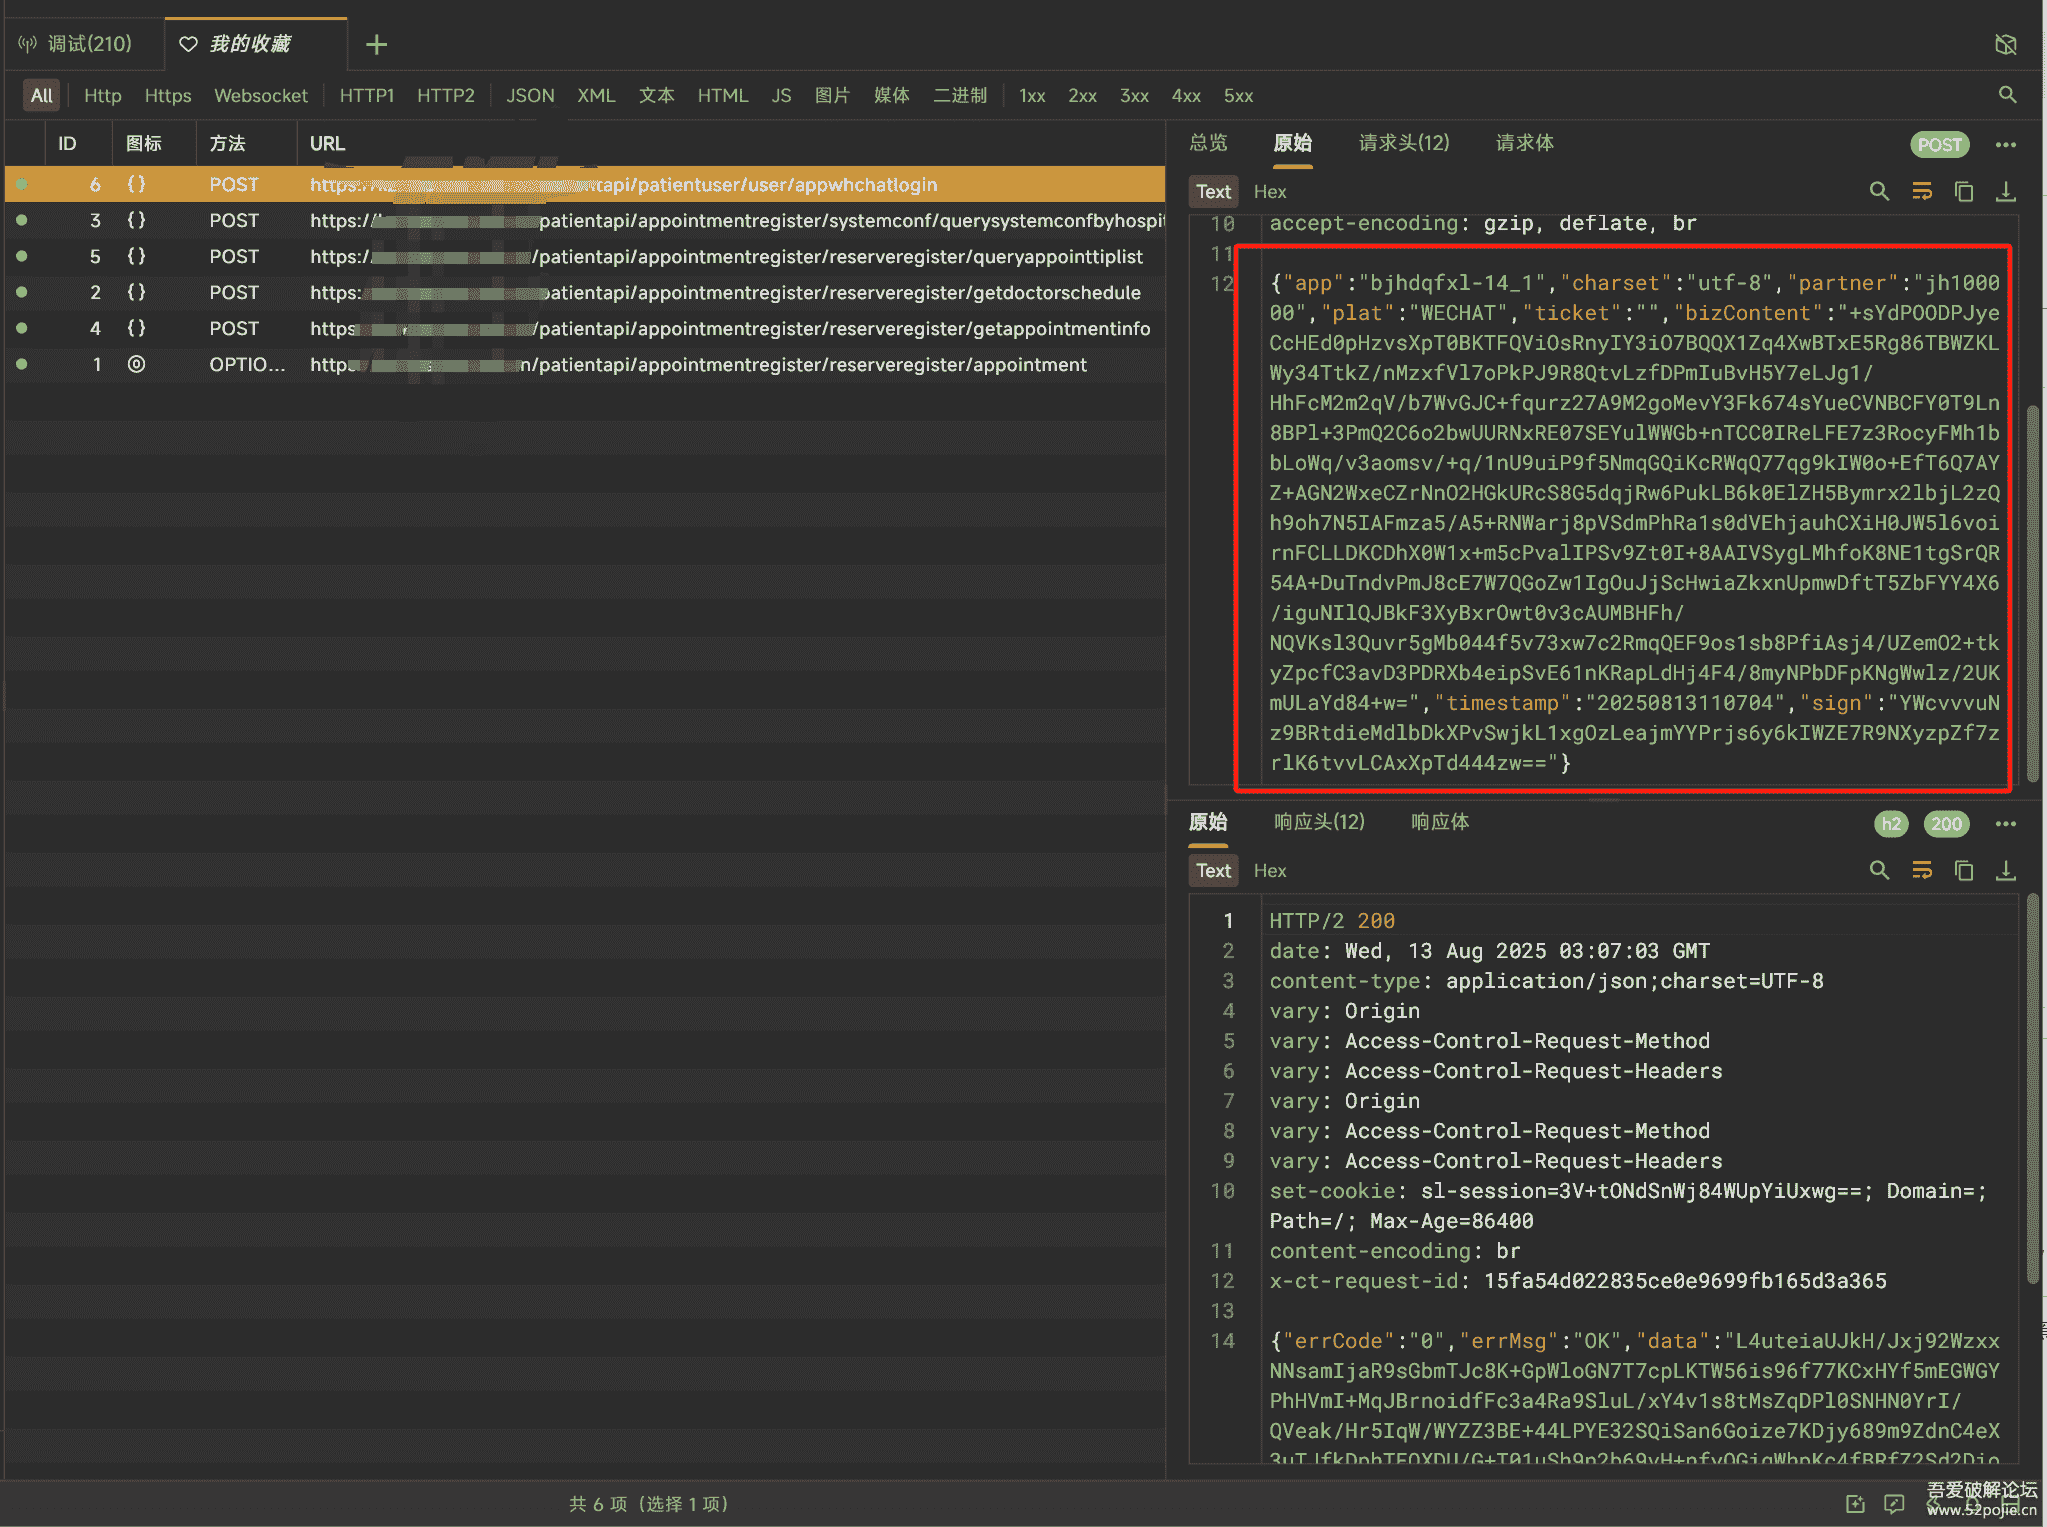 调试(210)
我的收藏
All Http Https Websocket HTTP1 HTTP2 JSON XML 文本 HTML JS 图片 媒体 二进制 1xx 2xx 3xx 4xx 5xx
ID 图标 方法 URL
6 {} POST https: tapi/patientuser/user/appwhchatlogin
3 {} POST https:// patientapi/appointmentregister/systemconf/querysystemconfbyhospit
5 {} POST https:/ /patientapi/appointmentregister/reserveregister/queryappointtiplist
2 {} POST https: patientapi/appointmentregister/reserveregister/getdoctorschedule
4 {} POST https /patientapi/appointmentregister/reserveregister/getappointmentinfo
1 OPTIO... http n/patientapi/appointmentregister/reserveregister/appointment
共 6 项（选择 1 项）
总览 原始 请求头(12) 请求体 POST
Text Hex
10 accept-encoding: gzip, deflate, br
11
12 {"app":"bjhdqfxl-14_1","charset":"utf-8","partner":"jh1000
00","plat":"WECHAT","ticket":"","bizContent":"+sYdPOODPJye
CcHEd0pHzvsXpT0BKTFQViOsRnyIY3iO7BQQX1Zq4XwBTxE5Rg86TBWZKL
Wy34TtkZ/nMzxfVl7oPkPJ9R8QtvLzfDPmIuBvH5Y7eLJg1/
HhFcM2m2qV/b7WvGJC+fqurz27A9M2goMevY3Fk674sYueCVNBCFY0T9Ln
8BPl+3PmQ2C6o2bwUURNxRE07SEYulWWGb+nTCC0IReLFE7z3RocyFMh1b
bLoWq/v3aomsv/+q/1nU9uiP9f5NmqGQiKcRWqQ77qg9kIW0o+EfT6Q7AY
Z+AGN2WxeCZrNnO2HGkURcS8G5dqjRw6PukLB6k0ElZH5Bymrx2lbjL2zQ
h9oh7N5IAFmza5/A5+RNWarj8pVSdmPhRa1s0dVEhjauhCXiH0JW5l6voi
rnFCLLDKCDhX0W1x+m5cPvalIPSv9Zt0I+8AAIVSygLMhfoK8NE1tgSrQR
54A+DuTndvPmJ8cE7W7QGoZw1IgOuJjScHwiaZkxnUpmwDftT5ZbFYY4X6
/iguNIlQJBkF3XyBxrOwt0v3cAUMBHFh/
NQVKsl3Quvr5gMb044f5v73xw7c2RmqQEF9os1sb8PfiAsj4/UZemO2+tk
yZpcfC3avD3PDRXb4eipSvE61nKRapLdHj4F4/8myNPbDFpKNgWwlz/2UK
mULaYd84+w=","timestamp":"20250813110704","sign":"YWcvvvuN
z9BRtdieMdlbDkXPvSwjkL1xgOzLeajmYYPrjs6y6kIWZE7R9NXyzpZf7z
rlK6tvvLCAxXpTd444zw=="}
原始 响应头(12) 响应体 h2 200
Text Hex
1 HTTP/2 200
2 date: Wed, 13 Aug 2025 03:07:03 GMT
3 content-type: application/json;charset=UTF-8
4 vary: Origin
5 vary: Access-Control-Request-Method
6 vary: Access-Control-Request-Headers
7 vary: Origin
8 vary: Access-Control-Request-Method
9 vary: Access-Control-Request-Headers
10 set-cookie: sl-session=3V+tONdSnWj84WUpYiUxwg==; Domain=;
Path=/; Max-Age=86400
11 content-encoding: br
12 x-ct-request-id: 15fa54d022835ce0e9699fb165d3a365
13
14 {"errCode":"0","errMsg":"OK","data":"L4uteiaUJkH/Jxj92Wzxx
NNsamIjaR9sGbmTJc8K+GpWloGN7T7cpLKTW56is96f77KCxHYf5mEGWGY
PhHVmI+MqJBrnoidfFc3a4Ra9SluL/xY4v1s8tMsZqDPl0SNHN0YrI/
QVeak/Hr5IqW/WYZZ3BE+44LPYE32SQiSan6Goize7KDjy689m9ZdnC4eX
吾爱破解论坛
www.52pojie.cn